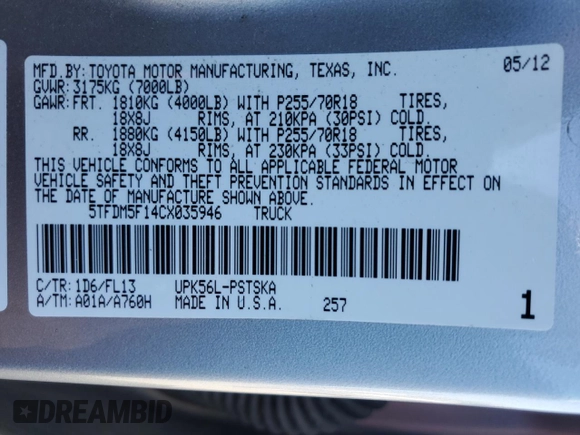 MFD.BY: TOYOTA MOTOR MANUFACTURING, TEXAS, INC. 05/12
GVWR: 3175KG (7000LB)
GAWR: FRT. 1810KG (4000LB) WITH P255/70R18 TIRES,
18X8J RIMS, AT 210KPA (30PSI) COLD.
RR. 1880KG (4150LB) WITH P255/70R18 TIRES,
18X8J RIMS, AT 230KPA (33PSI) COLD.
THIS VEHICLE CONFORMS TO ALL APPLICABLE FEDERAL MOTOR
VEHICLE SAFETY AND THEFT PREVENTION STANDARDS IN EFFECT ON
THE DATE OF MANUFACTURE SHOWN ABOVE.
5TFDM5F14CX035946 TRUCK
C/TR: 1D6/FL13 UPK56L-PSTSKA
A/TM: A01A/A760H MADE IN U.S.A. 257 1
DREAMBID